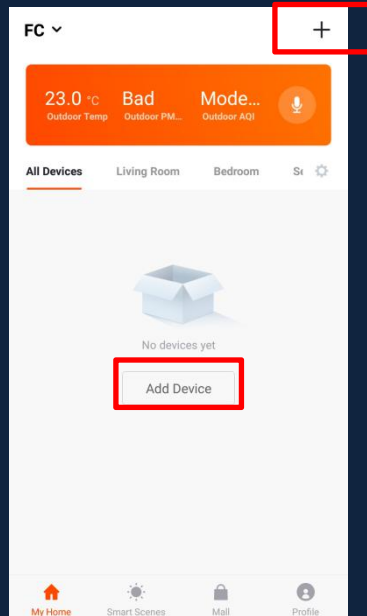 FC
23.0 °C Bad Mode...
Outdoor Temp Outdoor PM... Outdoor AQI
All Devices Living Room Bedroom
No devices yet
Add Device
My Home Smart Scenes Mall Profile